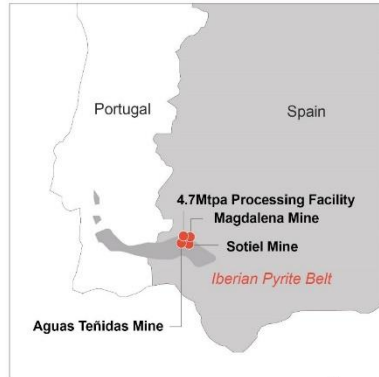 Portugal
Spain
4.7Mtpa Processing Facility
Magdalena Mine
Sotiel Mine
Iberian Pyrite Belt
Aguas Teñidas Mine